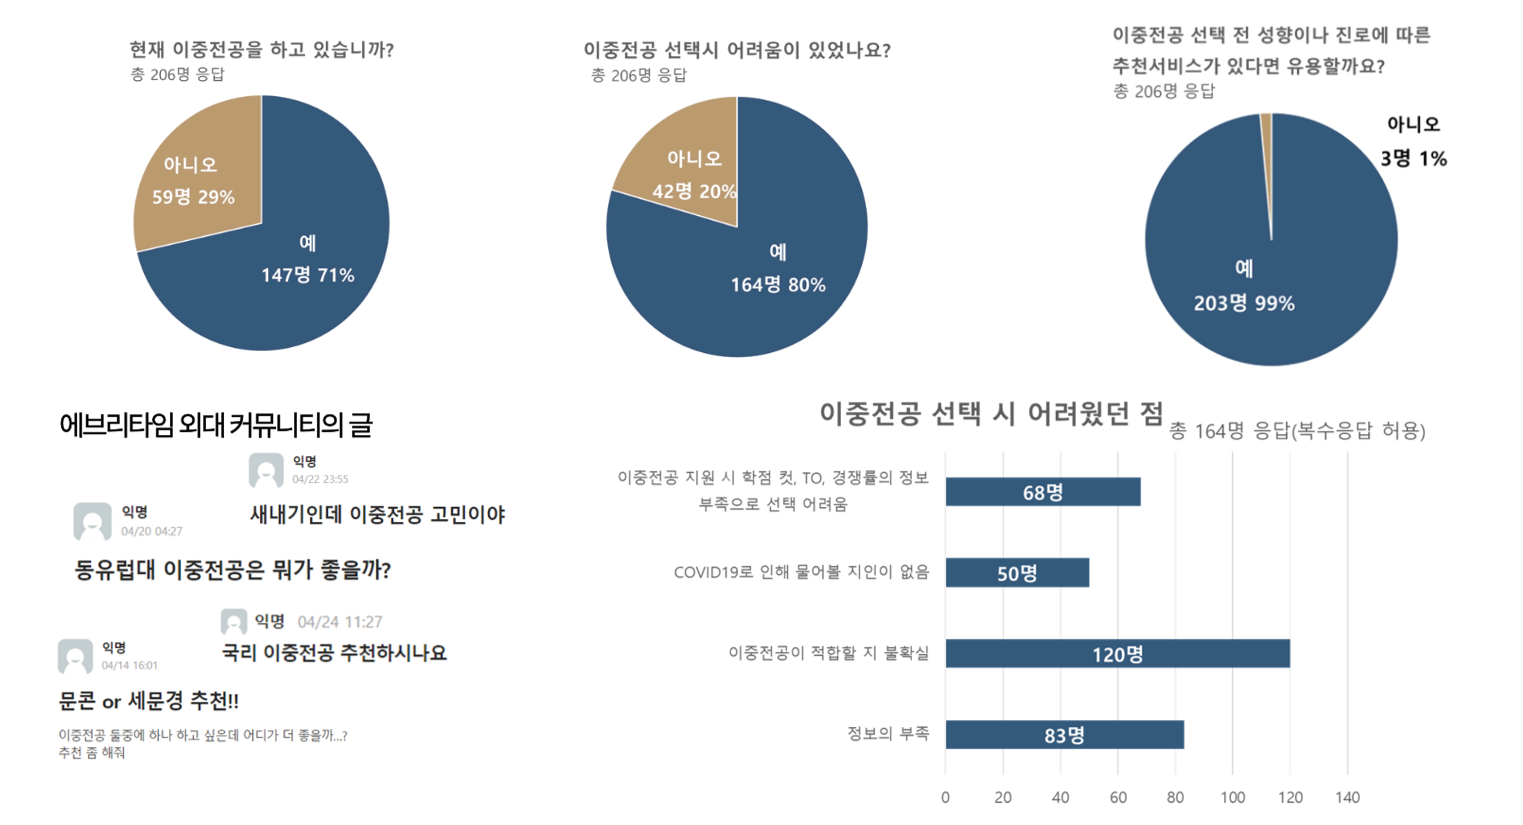 현재 이중전공을 하고 있습니까?
총 206명 응답
아니오
59명 29%
예
147명 71%
이중전공 선택시 어려움이 있었나요?
총 206명 응답
아니오
42명 20%
예
164명 80%
이중전공 선택 전 성향이나 진로에 따른
추천서비스가 있다면 유용할까요?
총 206명 응답
아니오
3명 1%
예
203명 99%
에브리타임 외대 커뮤니티의 글
익명
04/22 23:55
새내기인데 이중전공 고민이야
익명
04/20 04:27
동유럽대 이중전공은 뭐가 좋을까?
익명 04/24 11:27
국리 이중전공 추천하시나요
익명
04/14 16:01
문콘 or 세문경 추천!!
이중전공 둘중에 하나 하고 싶은데 어디가 더 좋을까...?
추천 좀 해줘
이중전공 선택 시 어려웠던 점
총 164명 응답(복수응답 허용)
이중전공 지원 시 학점 컷, TO, 경쟁률의 정보
부족으로 선택 어려움
68명
COVID19로 인해 물어볼 지인이 없음
50명
이중전공이 적합할 지 불확실
120명
정보의 부족
83명
0 20 40 60 80 100 120 140